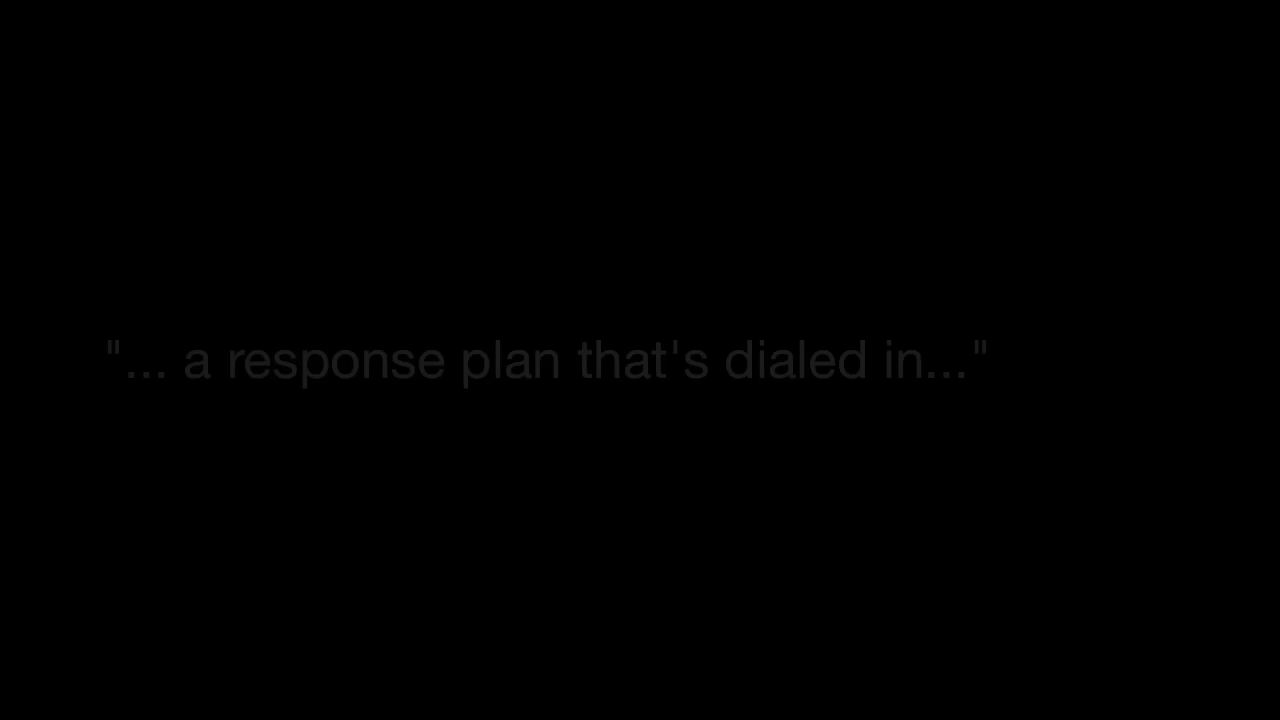 "... a response plan that's dialed in..."